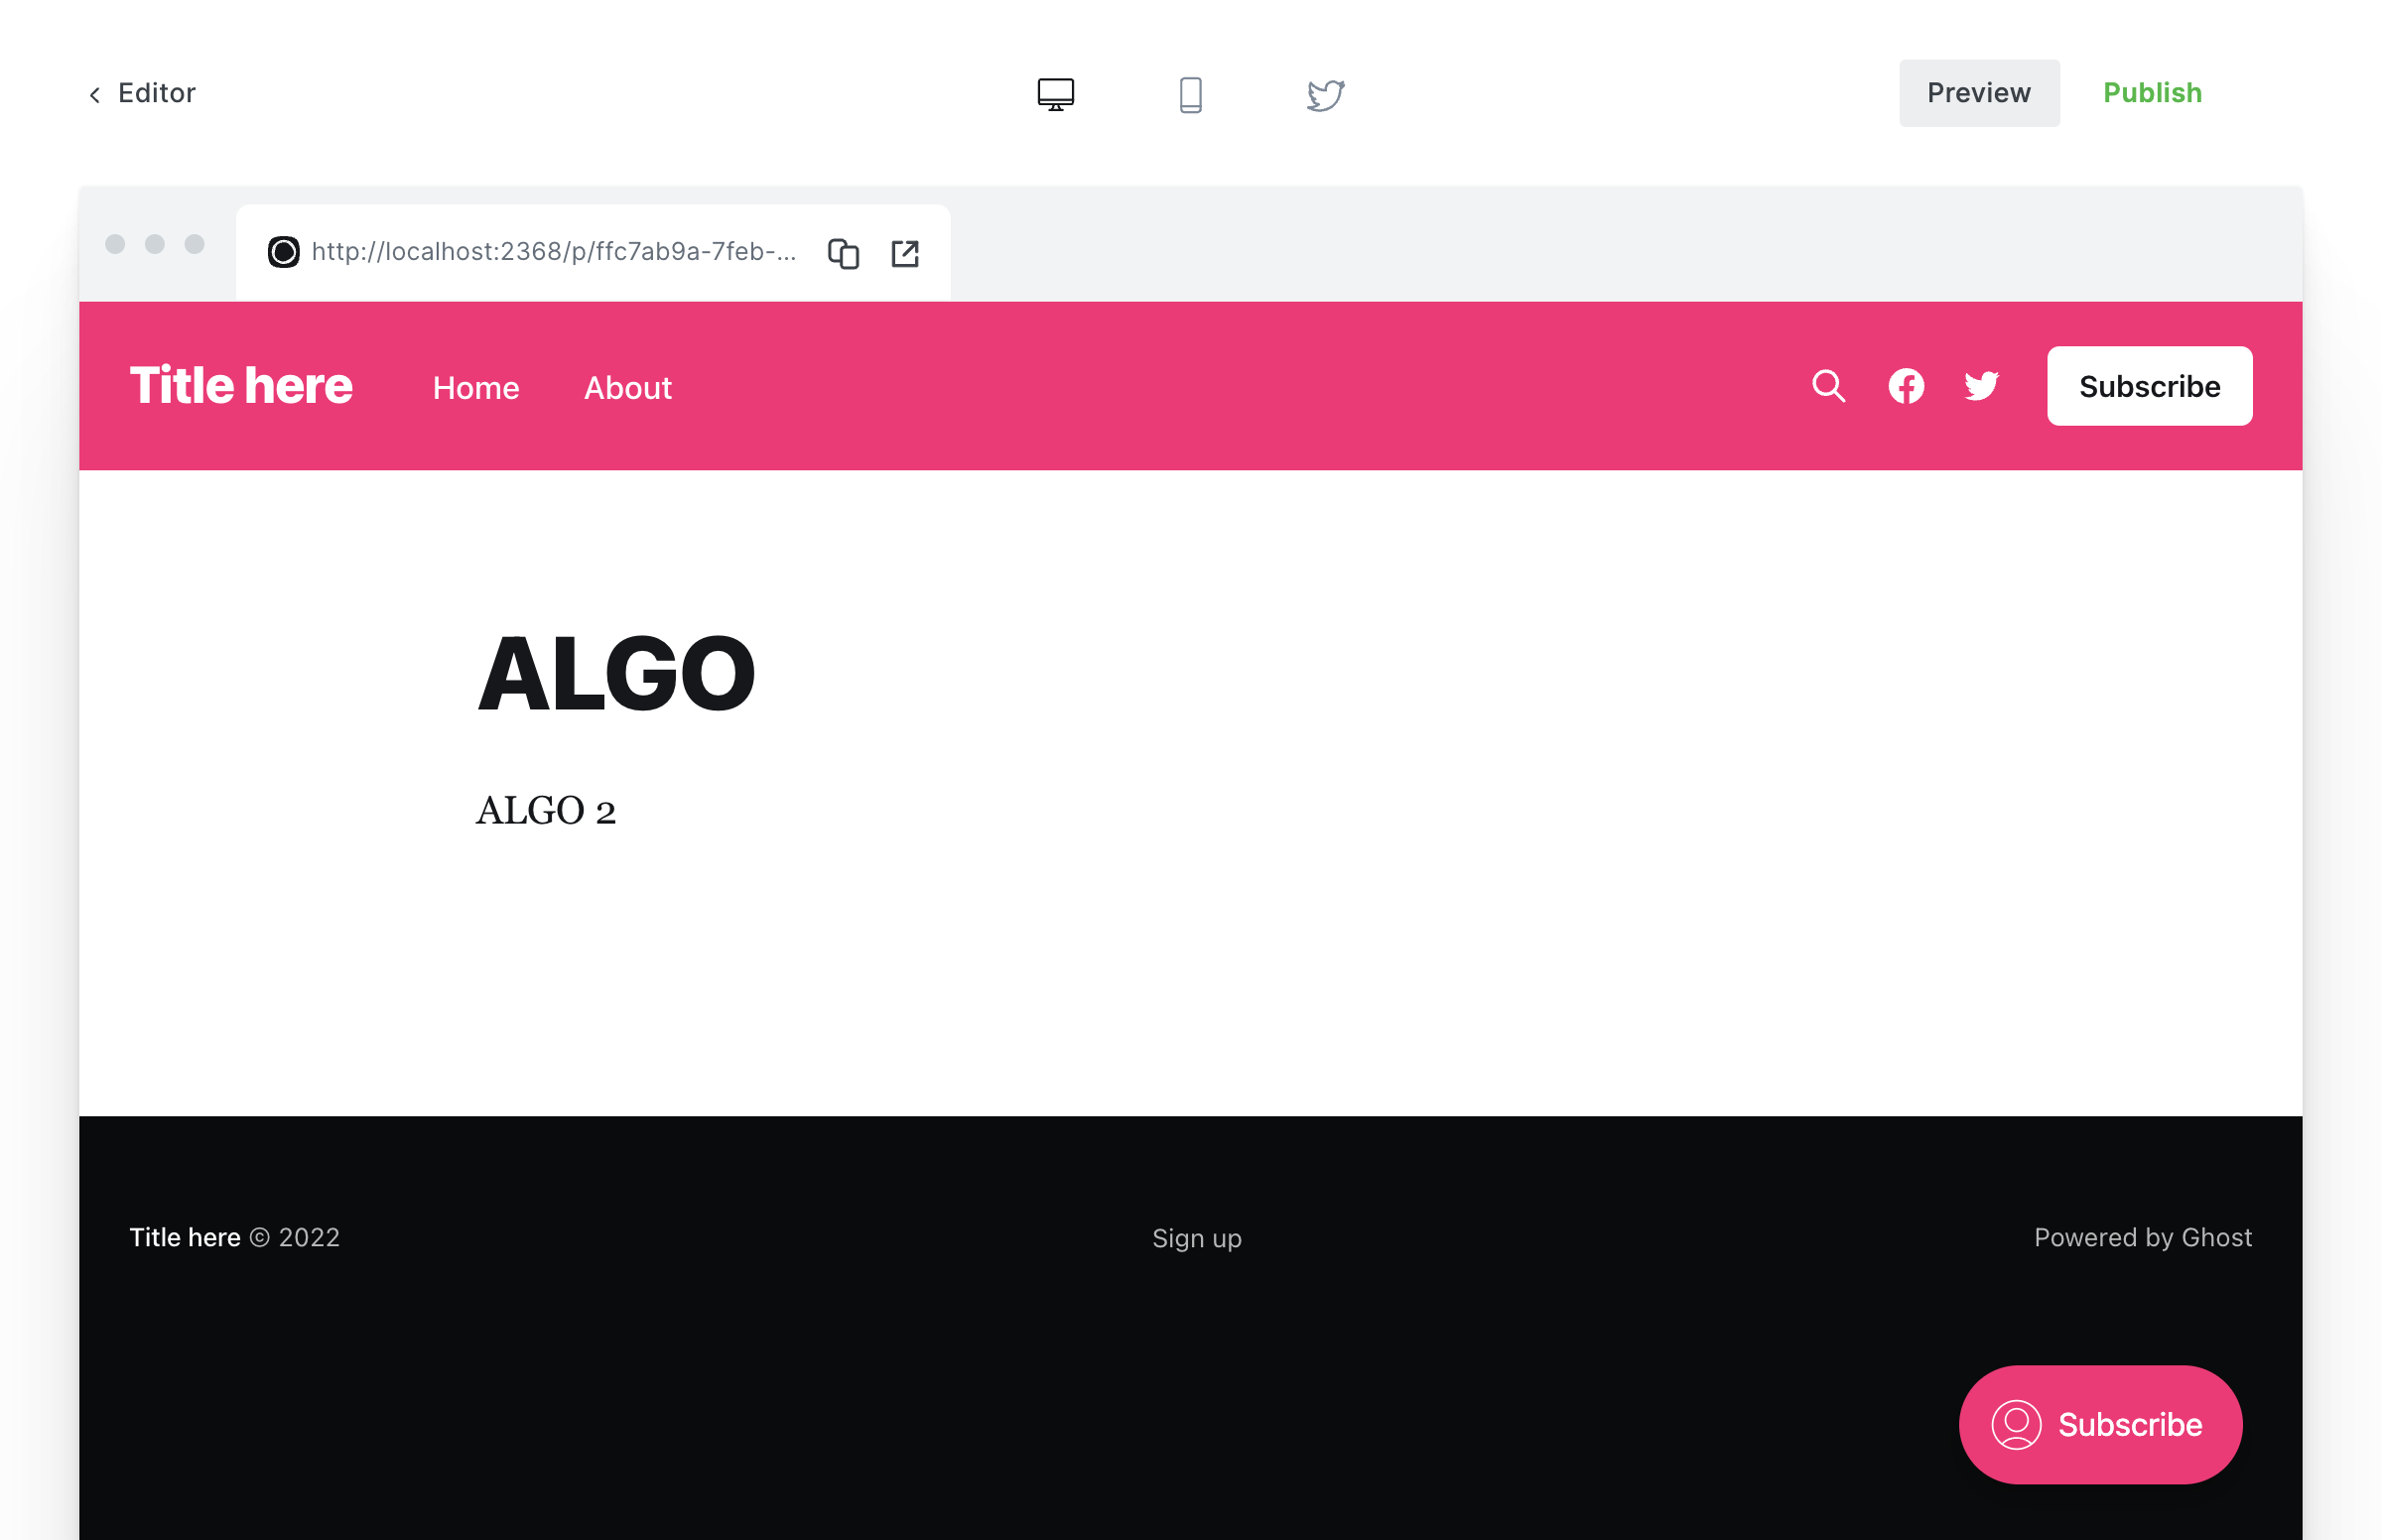 Editor
Preview
Publish
http://localhost:2368/p/ffc7ab9a-7feb-...
Title here
Home
About
Subscribe
ALGO
ALGO 2
Title here © 2022
Sign up
Powered by Ghost
Subscribe